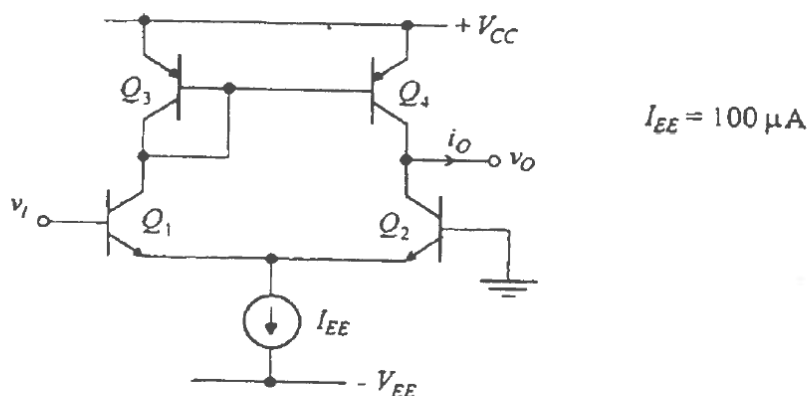 + V_CC
Q_3
Q_4
I_EE = 100 µA
i_O
v_O
v_I
Q_1
Q_2
I_EE
- V_EE